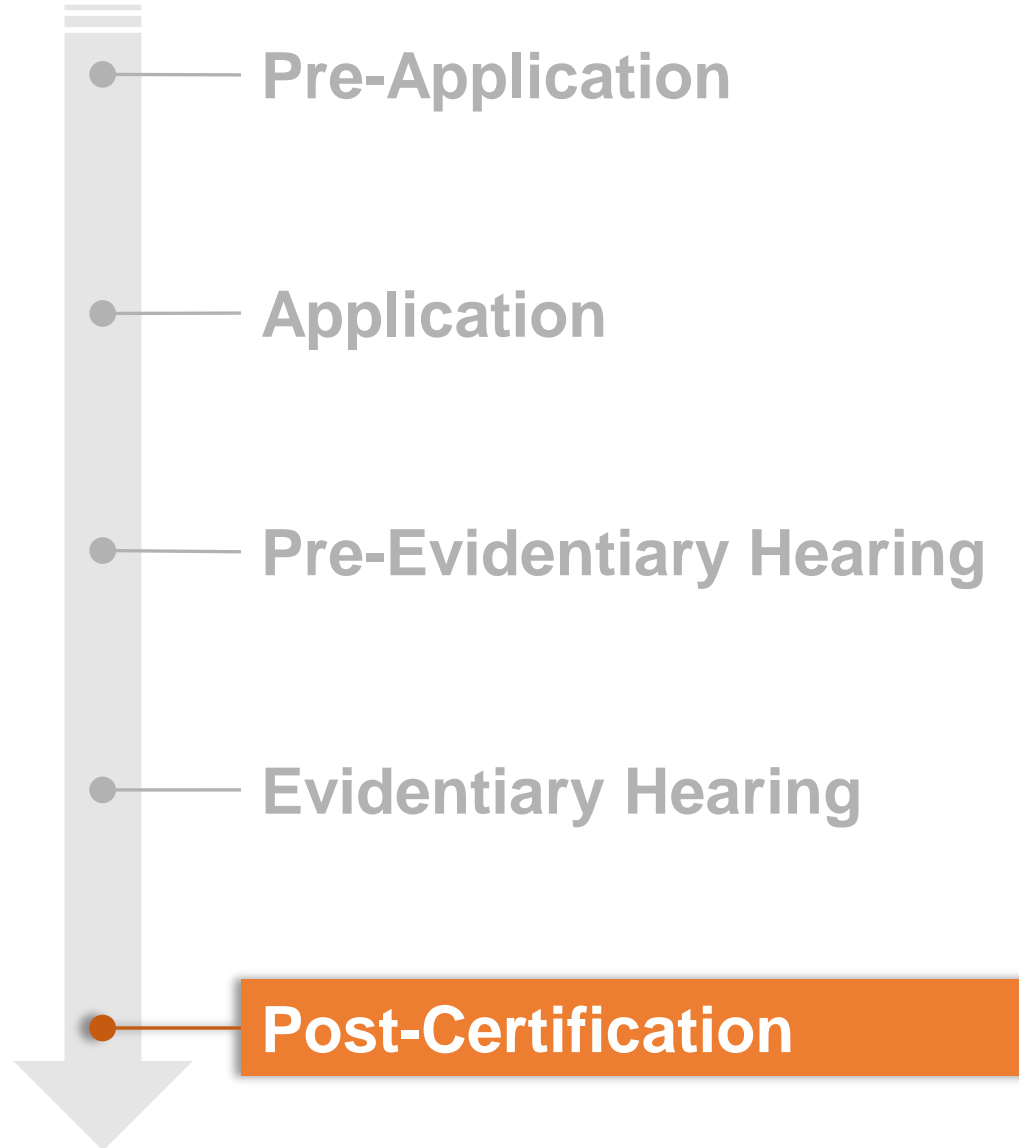 Pre-Application
Application
Pre-Evidentiary Hearing
Evidentiary Hearing
Post-Certification